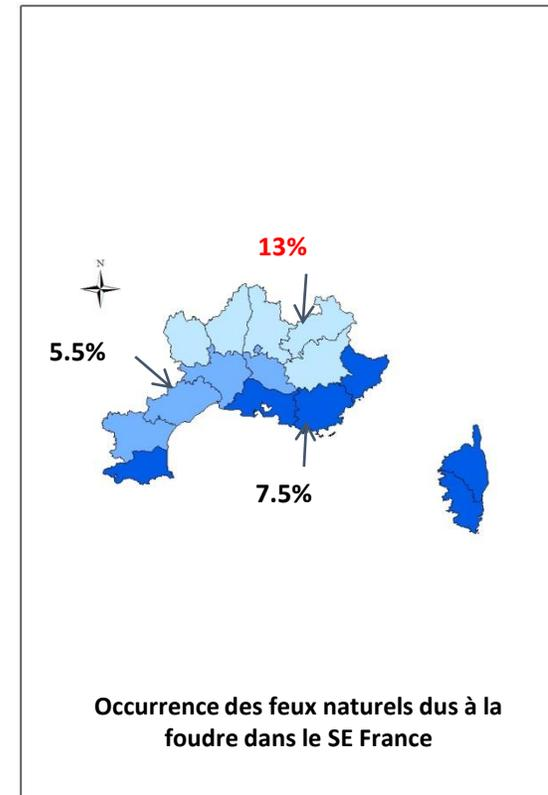 13%
N
5.5%
7.5%
Occurrence des feux naturels dus à la
foudre dans le SE France